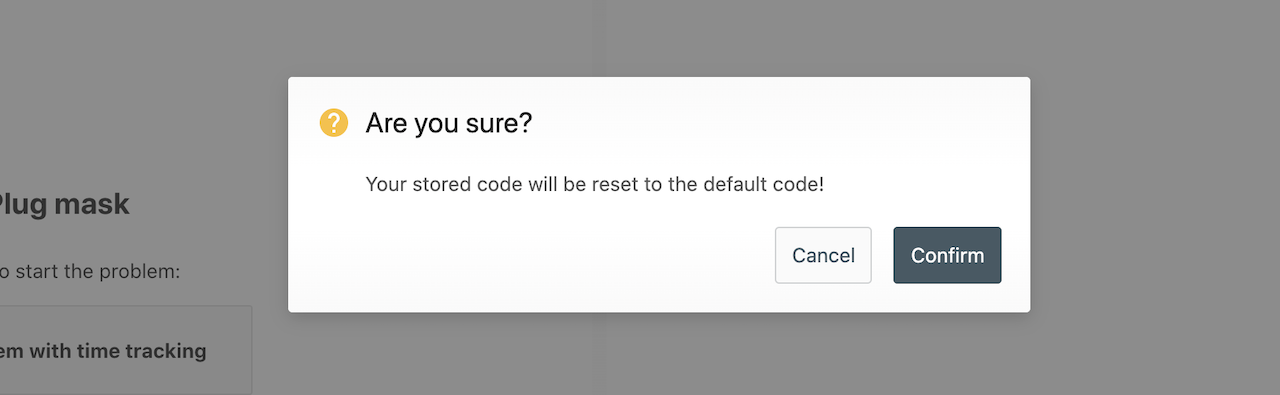 Are you sure?
Your stored code will be reset to the default code!
Plug mask
Cancel
Confirm
o start the problem:
em with time tracking